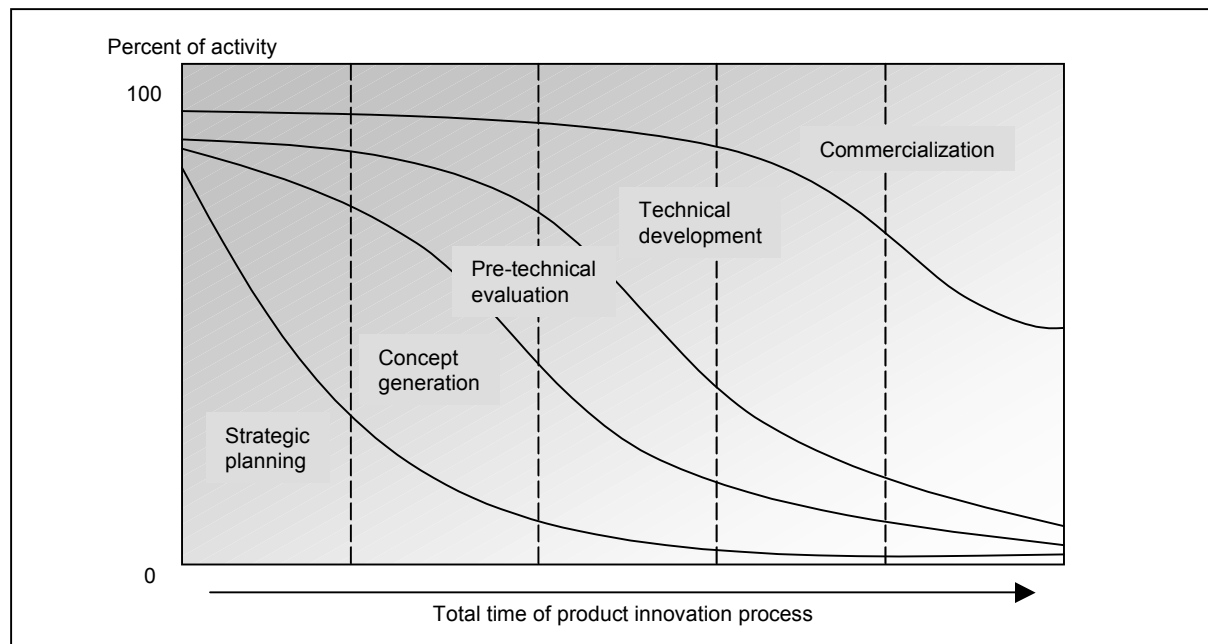 Percent of activity
100
Commercialization
Technical
development
Pre-technical
evaluation
Concept
generation
Strategic
planning
0
Total time of product innovation process